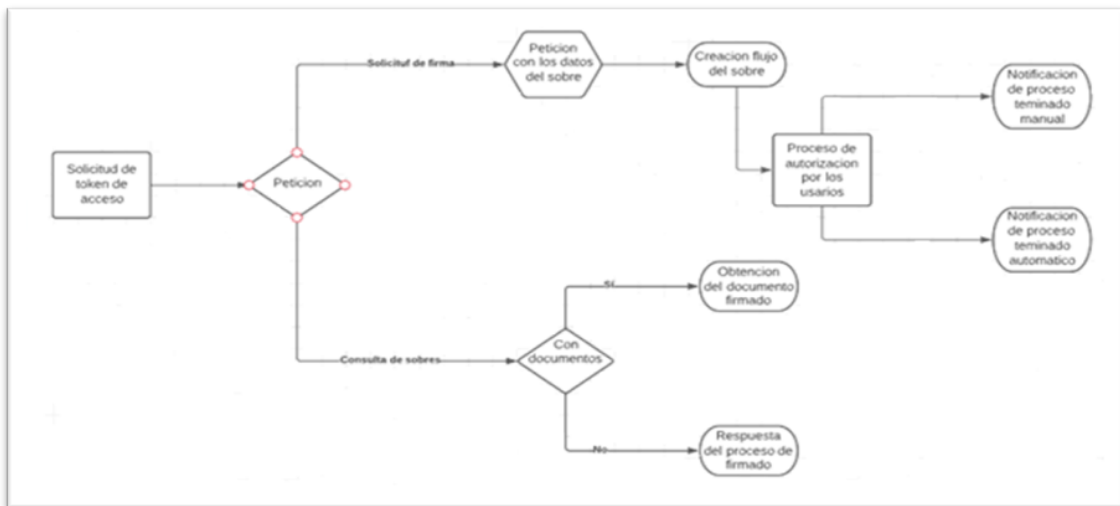 Solicitud de
token de
acceso
Peticion
Solicituf de firma
Peticion
con los datos
del sobre
Creacion flujo
del sobre
Proceso de
autorizacion
por los
usarios
Notificacion
de proceso
teminado
manual
Notificacion
de proceso
teminado
automatico
Consulta de sobres
Con
documentos
Si
Obtencion
del documento
firmado
No
Respuesta
del proceso de
firmado